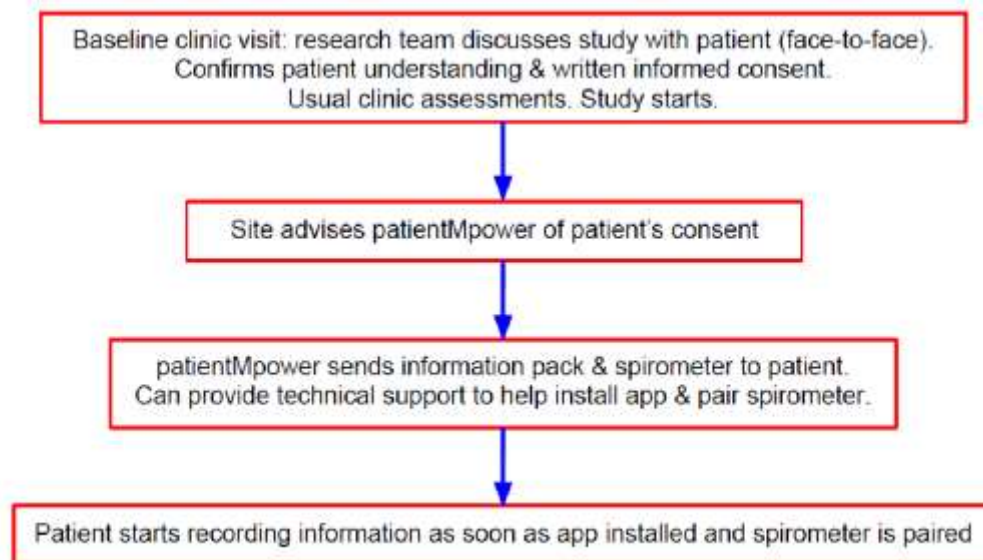 Baseline clinic visit: research team discusses study with patient (face-to-face).
Confirms patient understanding & written informed consent.
Usual clinic assessments. Study starts.
Site advises patientMpower of patient's consent
patientMpower sends information pack & spirometer to patient.
Can provide technical support to help install app & pair spirometer.
Patient starts recording information as soon as app installed and spirometer is paired